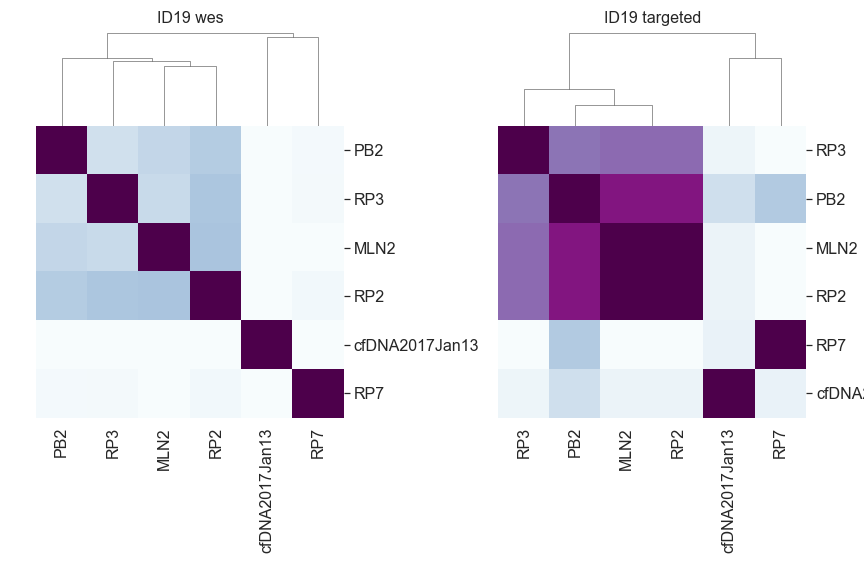 ID19 wes
PB2
RP3
MLN2
RP2
cfDNA2017Jan13
RP7
PB2
RP3
MLN2
RP2
cfDNA2017Jan13
RP7
ID19 targeted
RP3
PB2
MLN2
RP2
RP7
cfDNA
RP3
PB2
MLN2
RP2
cfDNA2017Jan13
RP7